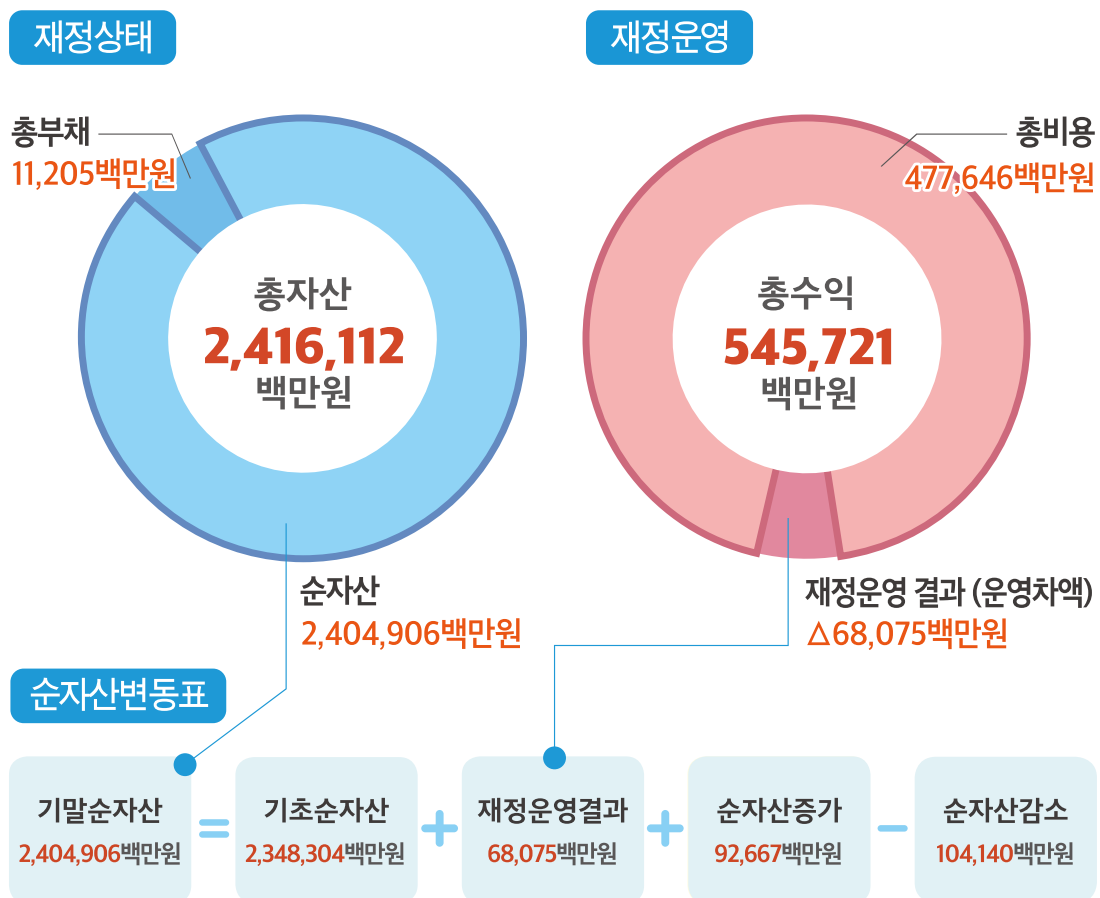 재정상태
총부채
11,205백만원
총자산
2,416,112
백만원
순자산
2,404,906백만원
재정운영
총비용
477,646백만원
총수익
545,721
백만원
재정운영 결과 (운영차액)
△68,075백만원
순자산변동표
기말순자산
2,404,906백만원
=
기초순자산
2,348,304백만원
+
재정운영결과
68,075백만원
+
순자산증가
92,667백만원
−
순자산감소
104,140백만원